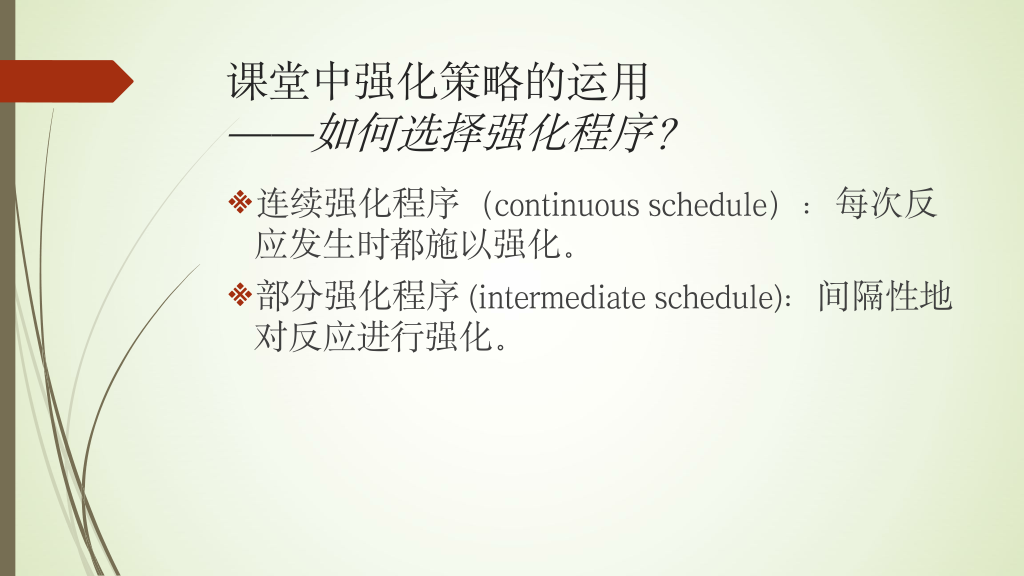 课堂中强化策略的运用
——如何选择强化程序?
❖连续强化程序（continuous schedule）： 每次反
应发生时都施以强化。
❖部分强化程序 (intermediate schedule)： 间隔性地
对反应进行强化。